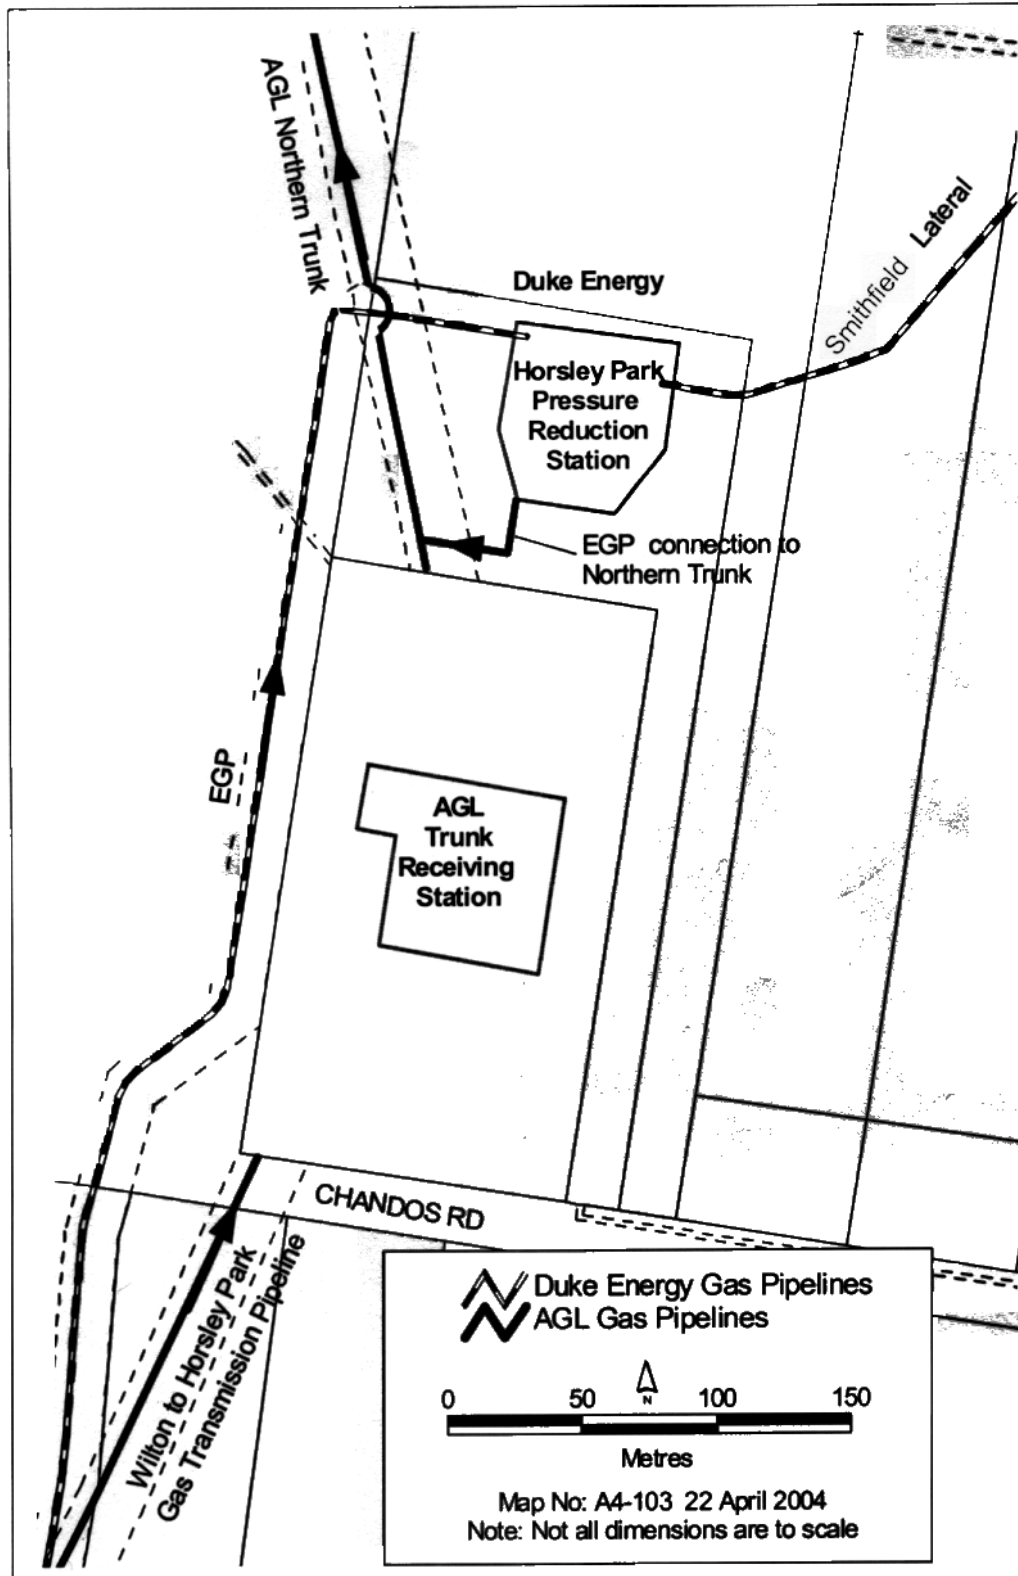 AGL Northern Trunk
Duke Energy
Smithfield Lateral
Horsley Park
Pressure
Reduction
Station
EGP connection to
Northern Trunk
EGP
AGL
Trunk
Receiving
Station
CHANDOS RD
Wilton to Horsley Park
Gas Transmission Pipeline
Duke Energy Gas Pipelines
AGL Gas Pipelines
N
0 50 100 150
Metres
Map No: A4-103 22 April 2004
Note: Not all dimensions are to scale